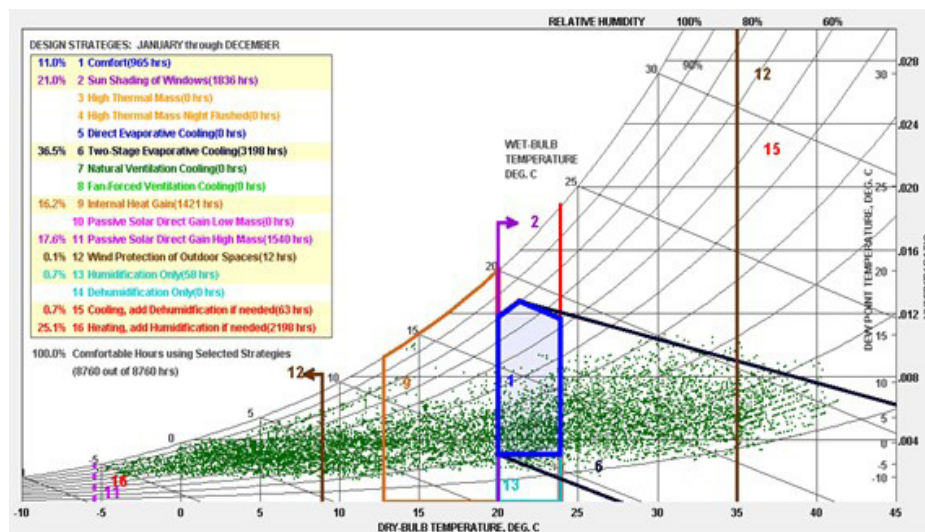 RELATIVE HUMIDITY 100% 80% 60%
DESIGN STRATEGIES: JANUARY through DECEMBER
11.0% 1 Comfort(965 hrs)
21.0% 2 Sun Shading of Windows(1836 hrs)
3 High Thermal Mass(0 hrs)
4 High Thermal Mass Night Flushed(0 hrs)
5 Direct Evaporative Cooling(0 hrs)
36.5% 6 Two-Stage Evaporative Cooling(3198 hrs)
7 Natural Ventilation Cooling(0 hrs)
8 Fan-Forced Ventilation Cooling(0 hrs)
16.2% 9 Internal Heat Gain(1421 hrs)
10 Passive Solar Direct Gain Low Mass(0 hrs)
17.6% 11 Passive Solar Direct Gain High Mass(1540 hrs)
0.1% 12 Wind Protection of Outdoor Spaces(12 hrs)
0.7% 13 Humidification Only(58 hrs)
14 Dehumidification Only(0 hrs)
0.7% 15 Cooling, add Dehumidfication if needed(63 hrs)
25.1% 16 Heating, add Humidification if needed(2198 hrs)
100.0% Comfortable Hours using Selected Strategies
(8760 out of 8760 hrs)
WET-BULB
TEMPERATURE
DEG. C
90%
30
12
30
.028
15
.024
25
25
.020
2
20
20
.016
DEW POINT TEMPERATURE, DEG. C
15
15
.012
12
10
9
1
10
.008
5
5
0
0
.004
-5
-5
6
-10
16
11
13
-10 -5 0 5 10 15 20 25 30 35 40 45
DRY-BULB TEMPERATURE, DEG. C